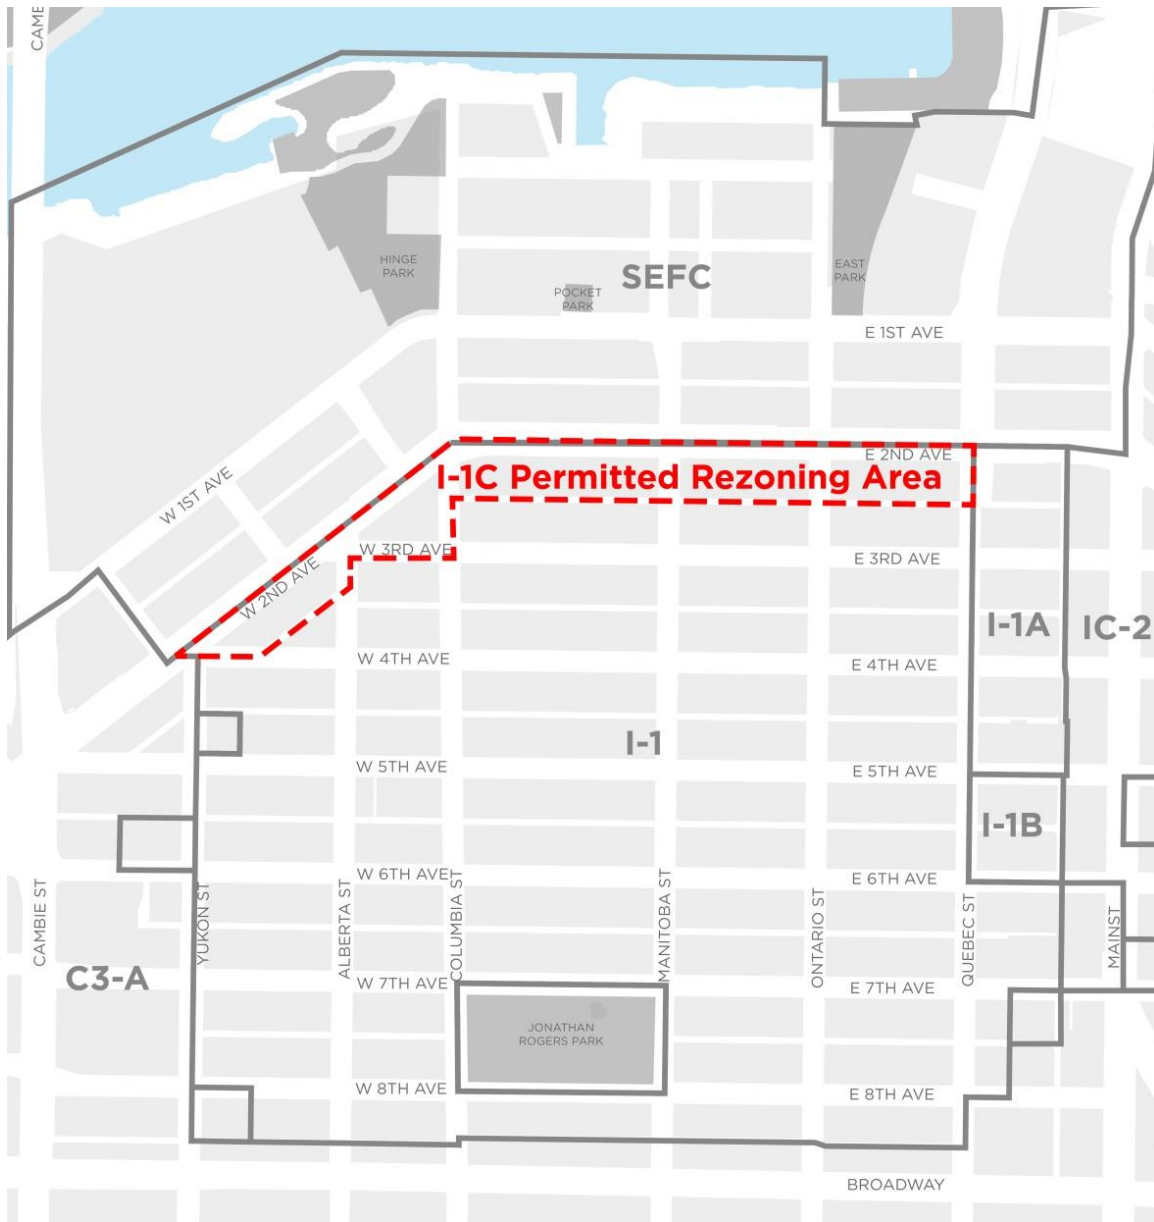 CAMB
HINGE
PARK
SEFC
EAST
PARK
POCKET
PARK
E 1ST AVE
E 2ND AVE
I-1C Permitted Rezoning Area
W 1ST AVE
W 2ND AVE
W 3RD AVE
E 3RD AVE
I-1A
IC-2
W 4TH AVE
E 4TH AVE
I-1
W 5TH AVE
E 5TH AVE
I-1B
W 6TH AVE
E 6TH AVE
CAMBIE ST
YUKON ST
ALBERTA ST
COLUMBIA ST
MANITOBA ST
ONTARIO ST
QUEBEC ST
MAINST
C3-A
W 7TH AVE
E 7TH AVE
JONATHAN
ROGERS PARK
W 8TH AVE
E 8TH AVE
BROADWAY